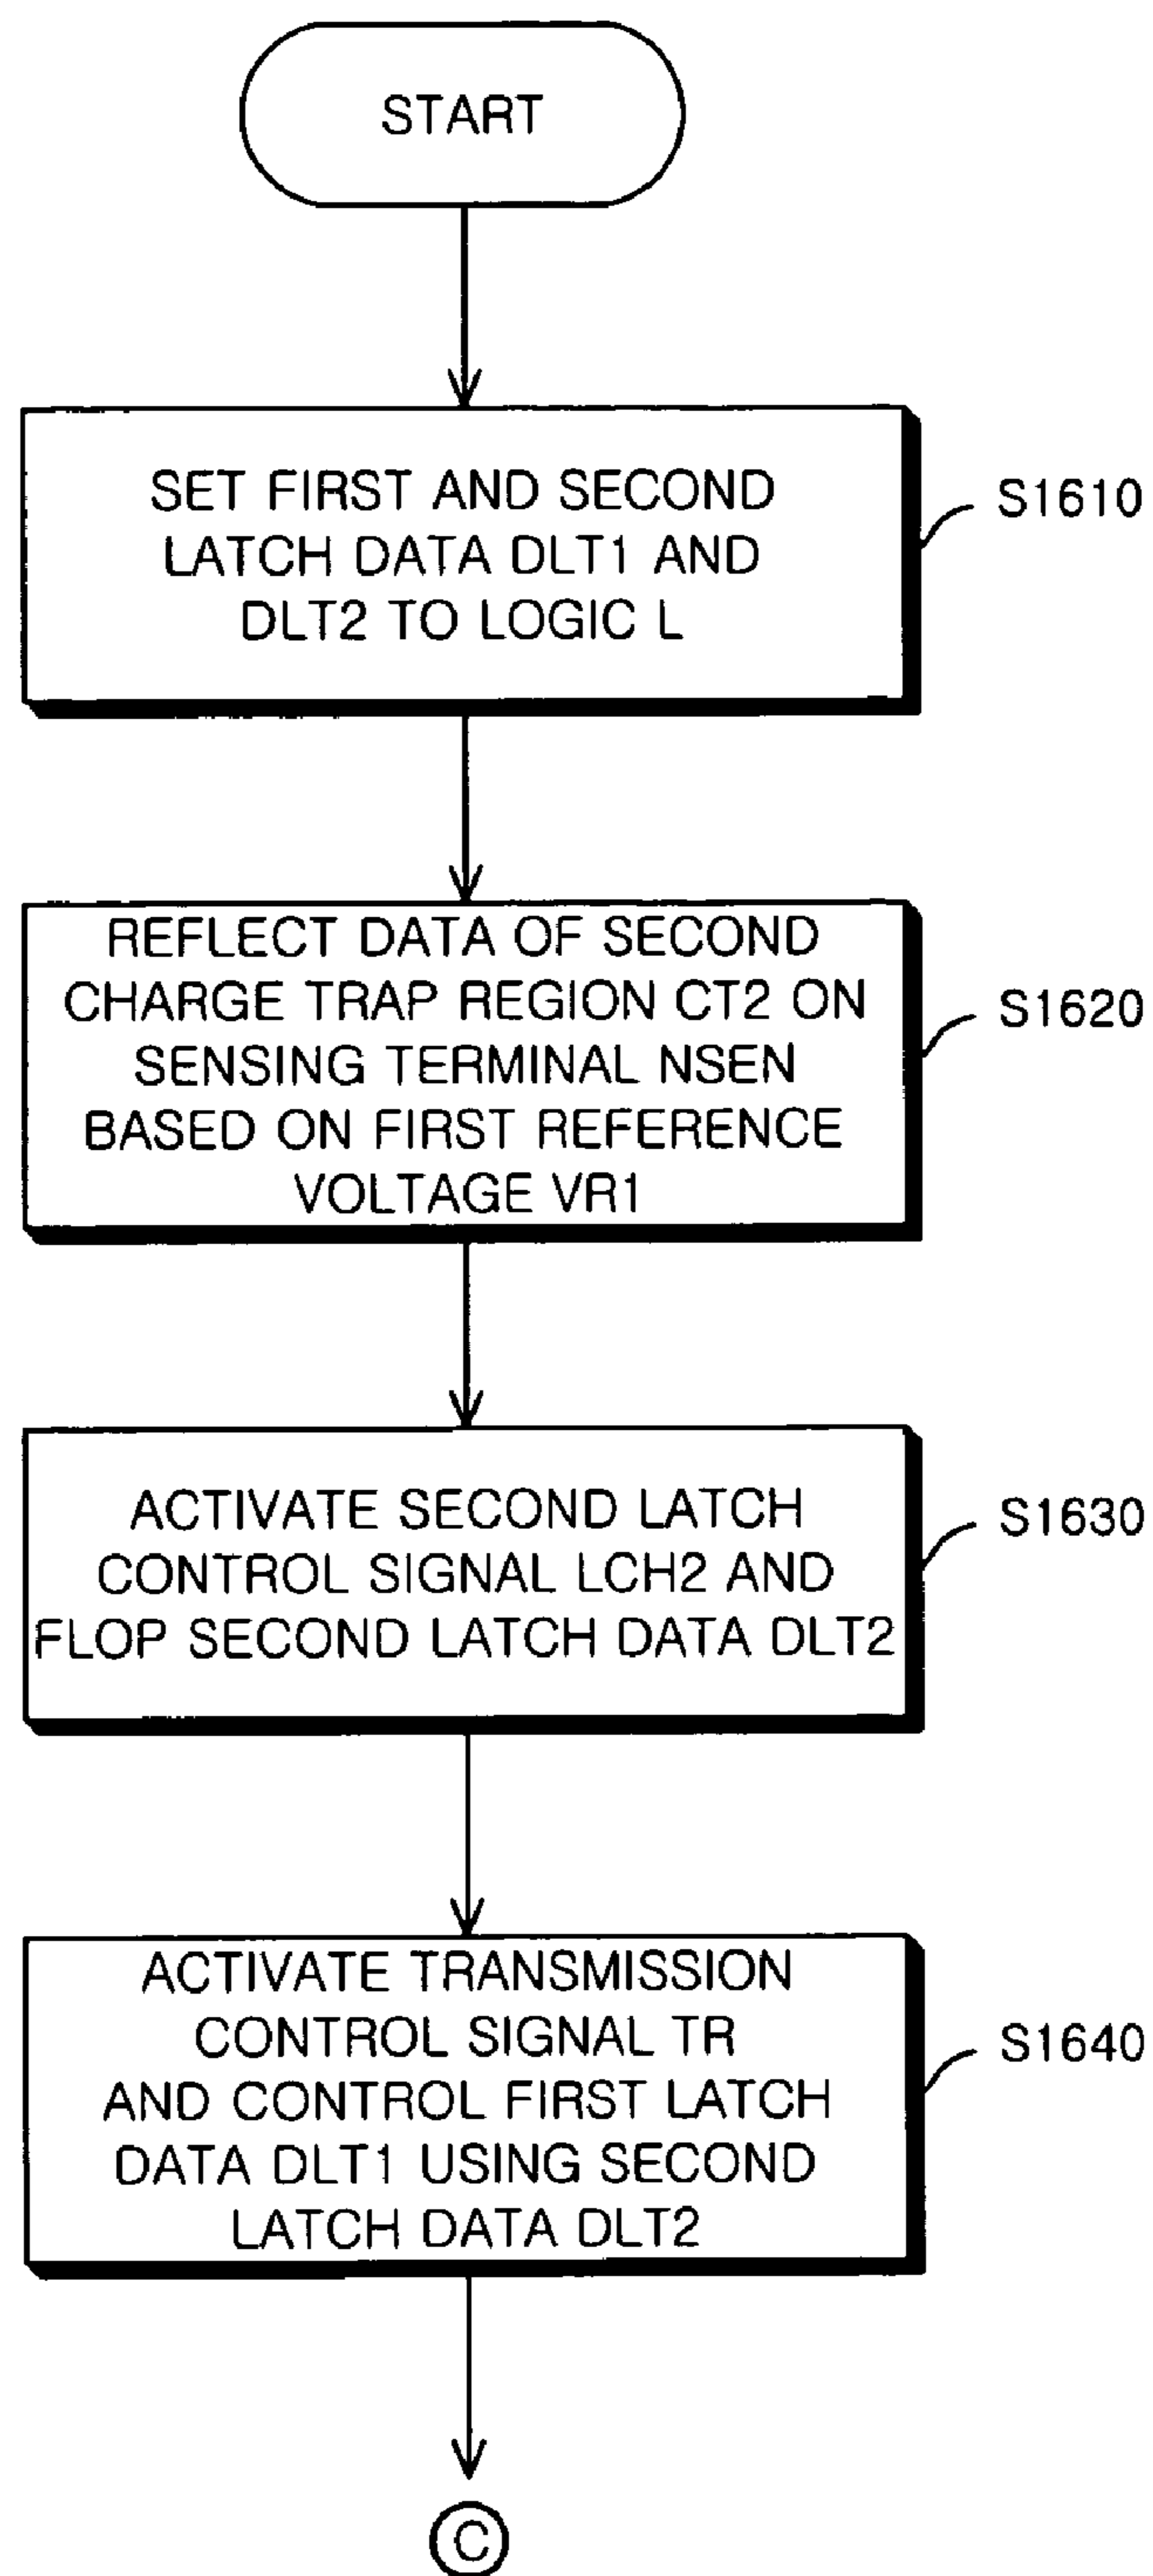 START
SET FIRST AND SECOND
LATCH DATA DLT1 AND
DLT2 TO LOGIC L
S1610
REFLECT DATA OF SECOND
CHARGE TRAP REGION CT2 ON
SENSING TERMINAL NSEN
BASED ON FIRST REFERENCE
VOLTAGE VR1
S1620
ACTIVATE SECOND LATCH
CONTROL SIGNAL LCH2 AND
FLOP SECOND LATCH DATA DLT2
S1630
ACTIVATE TRANSMISSION
CONTROL SIGNAL TR
AND CONTROL FIRST LATCH
DATA DLT1 USING SECOND
LATCH DATA DLT2
S1640
C